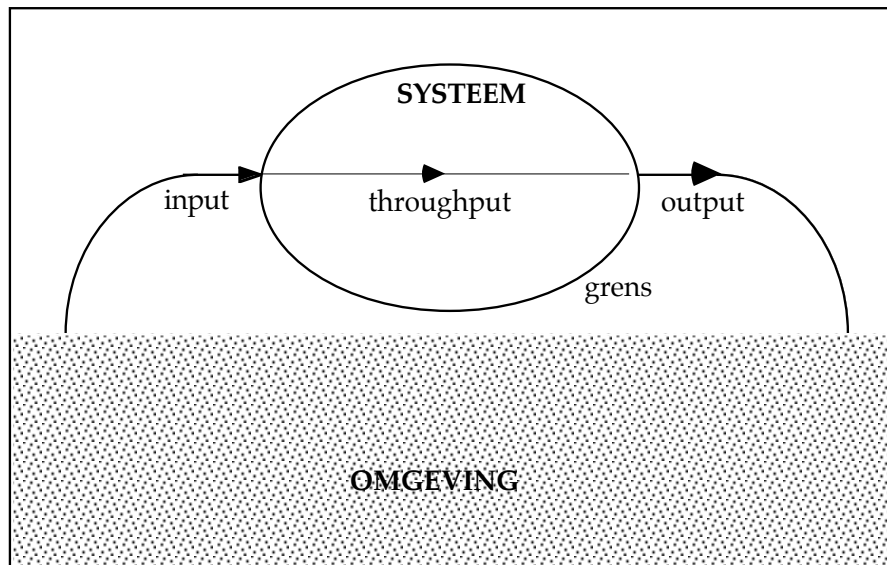 SYSTEEM
input
throughput
output
grens
OMGEVING